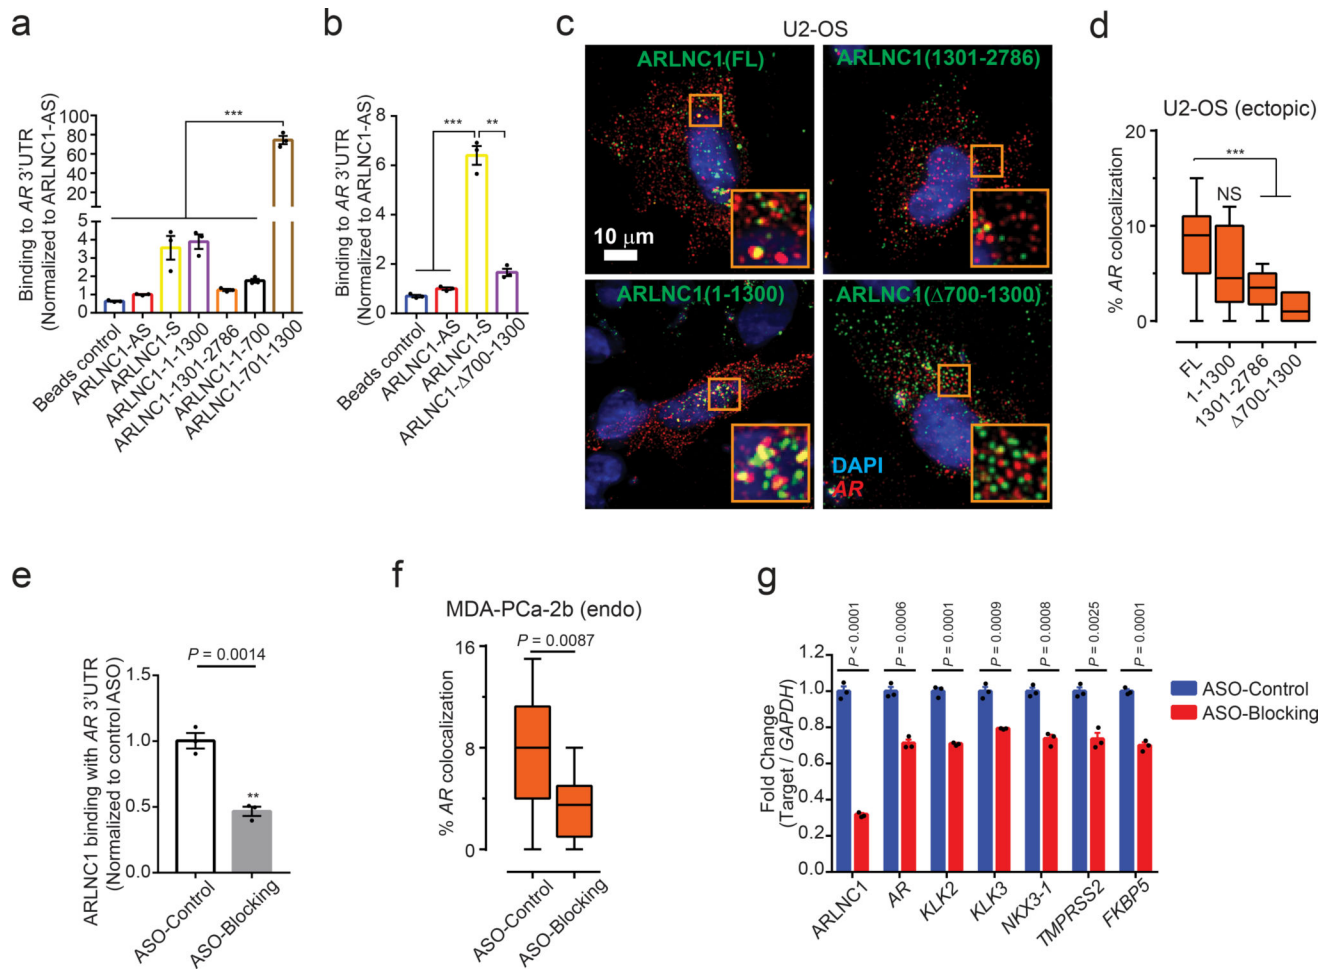 a
Binding to AR 3'UTR
(Normalized to ARLNC1-AS)
100
80
60
40
20
5
4
3
2
1
0
***
Beads control
ARLNC1-AS
ARLNC1-S
ARLNC1-1-1300
ARLNC1-1301-2786
ARLNC1-1-700
ARLNC1-701-1300
b
Binding to AR 3'UTR
(Normalized to ARLNC1-AS)
8
6
4
2
0
*** **
Beads control
ARLNC1-AS
ARLNC1-S
ARLNC1-Δ700-1300
c
U2-OS
ARLNC1(FL)
10 μm
ARLNC1(1301-2786)
ARLNC1(1-1300)
ARLNC1(Δ700-1300)
DAPI
AR
d
U2-OS (ectopic)
% AR colocalization
20
10
0
***
NS
FL
1-1300
1301-2786
Δ700-1300
e
ARLNC1 binding with AR 3'UTR
(Normalized to control ASO)
P = 0.0014
1.5
1.0
0.5
0.0
**
ASO-Control
ASO-Blocking
f
MDA-PCa-2b (endo)
% AR colocalization
P = 0.0087
16
8
0
ASO-Control
ASO-Blocking
g
Fold Change
(Target / GAPDH)
1.2
1.0
0.8
0.6
0.4
0.2
0.0
P < 0.0001
P = 0.0006
P = 0.0001
P = 0.0009
P = 0.0008
P = 0.0025
P = 0.0001
ARLNC1
AR
KLK2
KLK3
NKX3-1
TMPRSS2
FKBP5
ASO-Control
ASO-Blocking